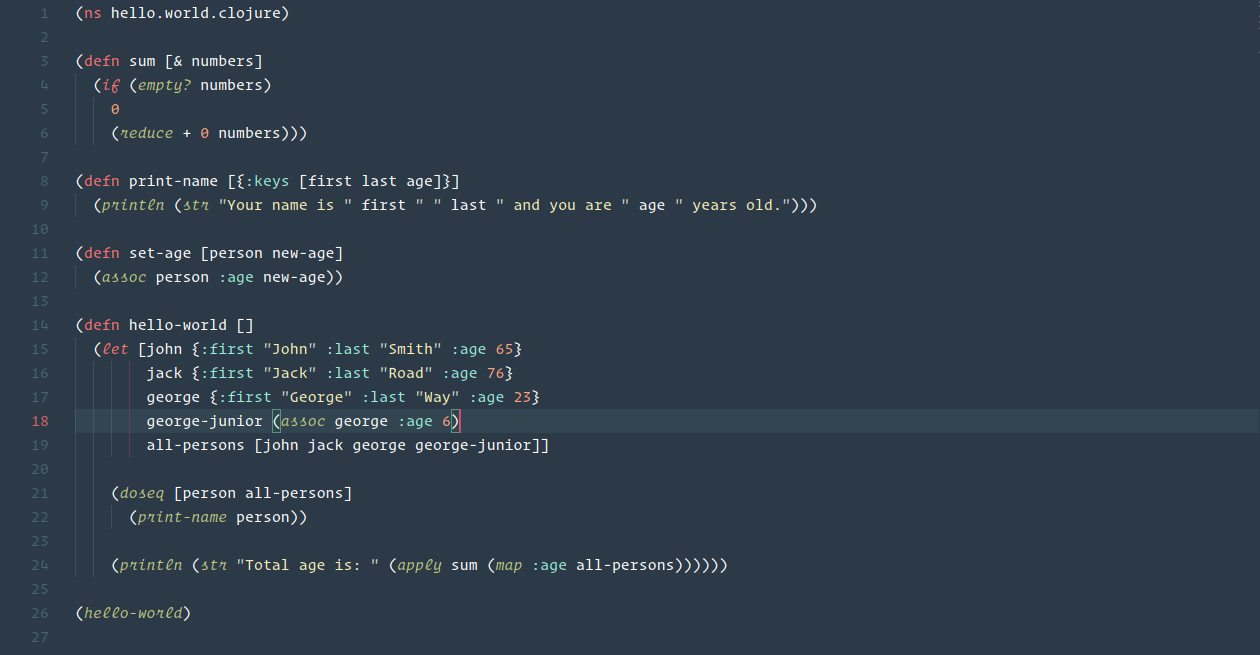 1 (ns hello.world.clojure)
2
3 (defn sum [& numbers]
4   (if (empty? numbers)
5     0
6     (reduce + 0 numbers)))
7
8 (defn print-name [{:keys [first last age]}]
9   (println (str "Your name is " first " " last " and you are " age " years old.")))
10
11 (defn set-age [person new-age]
12   (assoc person :age new-age))
13
14 (defn hello-world []
15   (let [john {:first "John" :last "Smith" :age 65}
16         jack {:first "Jack" :last "Road" :age 76}
17         george {:first "George" :last "Way" :age 23}
18         george-junior (assoc george :age 6)
19         all-persons [john jack george george-junior]]
20
21     (doseq [person all-persons]
22       (print-name person))
23
24     (println (str "Total age is: " (apply sum (map :age all-persons))))))
25
26 (hello-world)
27